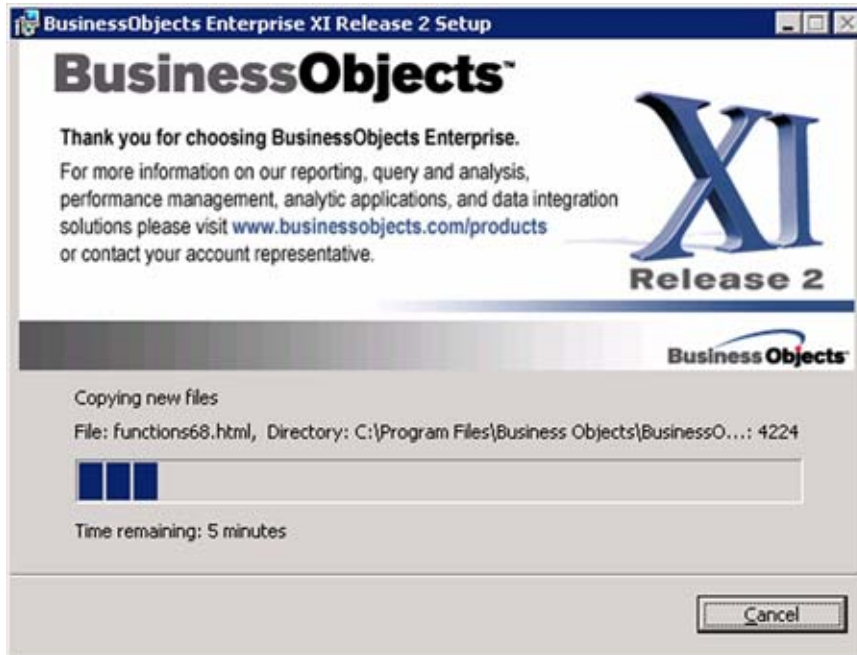 BusinessObjects Enterprise XI Release 2 Setup
BusinessObjects™
Thank you for choosing BusinessObjects Enterprise.
For more information on our reporting, query and analysis,
performance management, analytic applications, and data integration
solutions please visit www.businessobjects.com/products
or contact your account representative.
XI
Release 2
Business Objects
Copying new files
File: functions68.html, Directory: C:\Program Files\Business Objects\BusinessO...: 4224
Time remaining: 5 minutes
Cancel